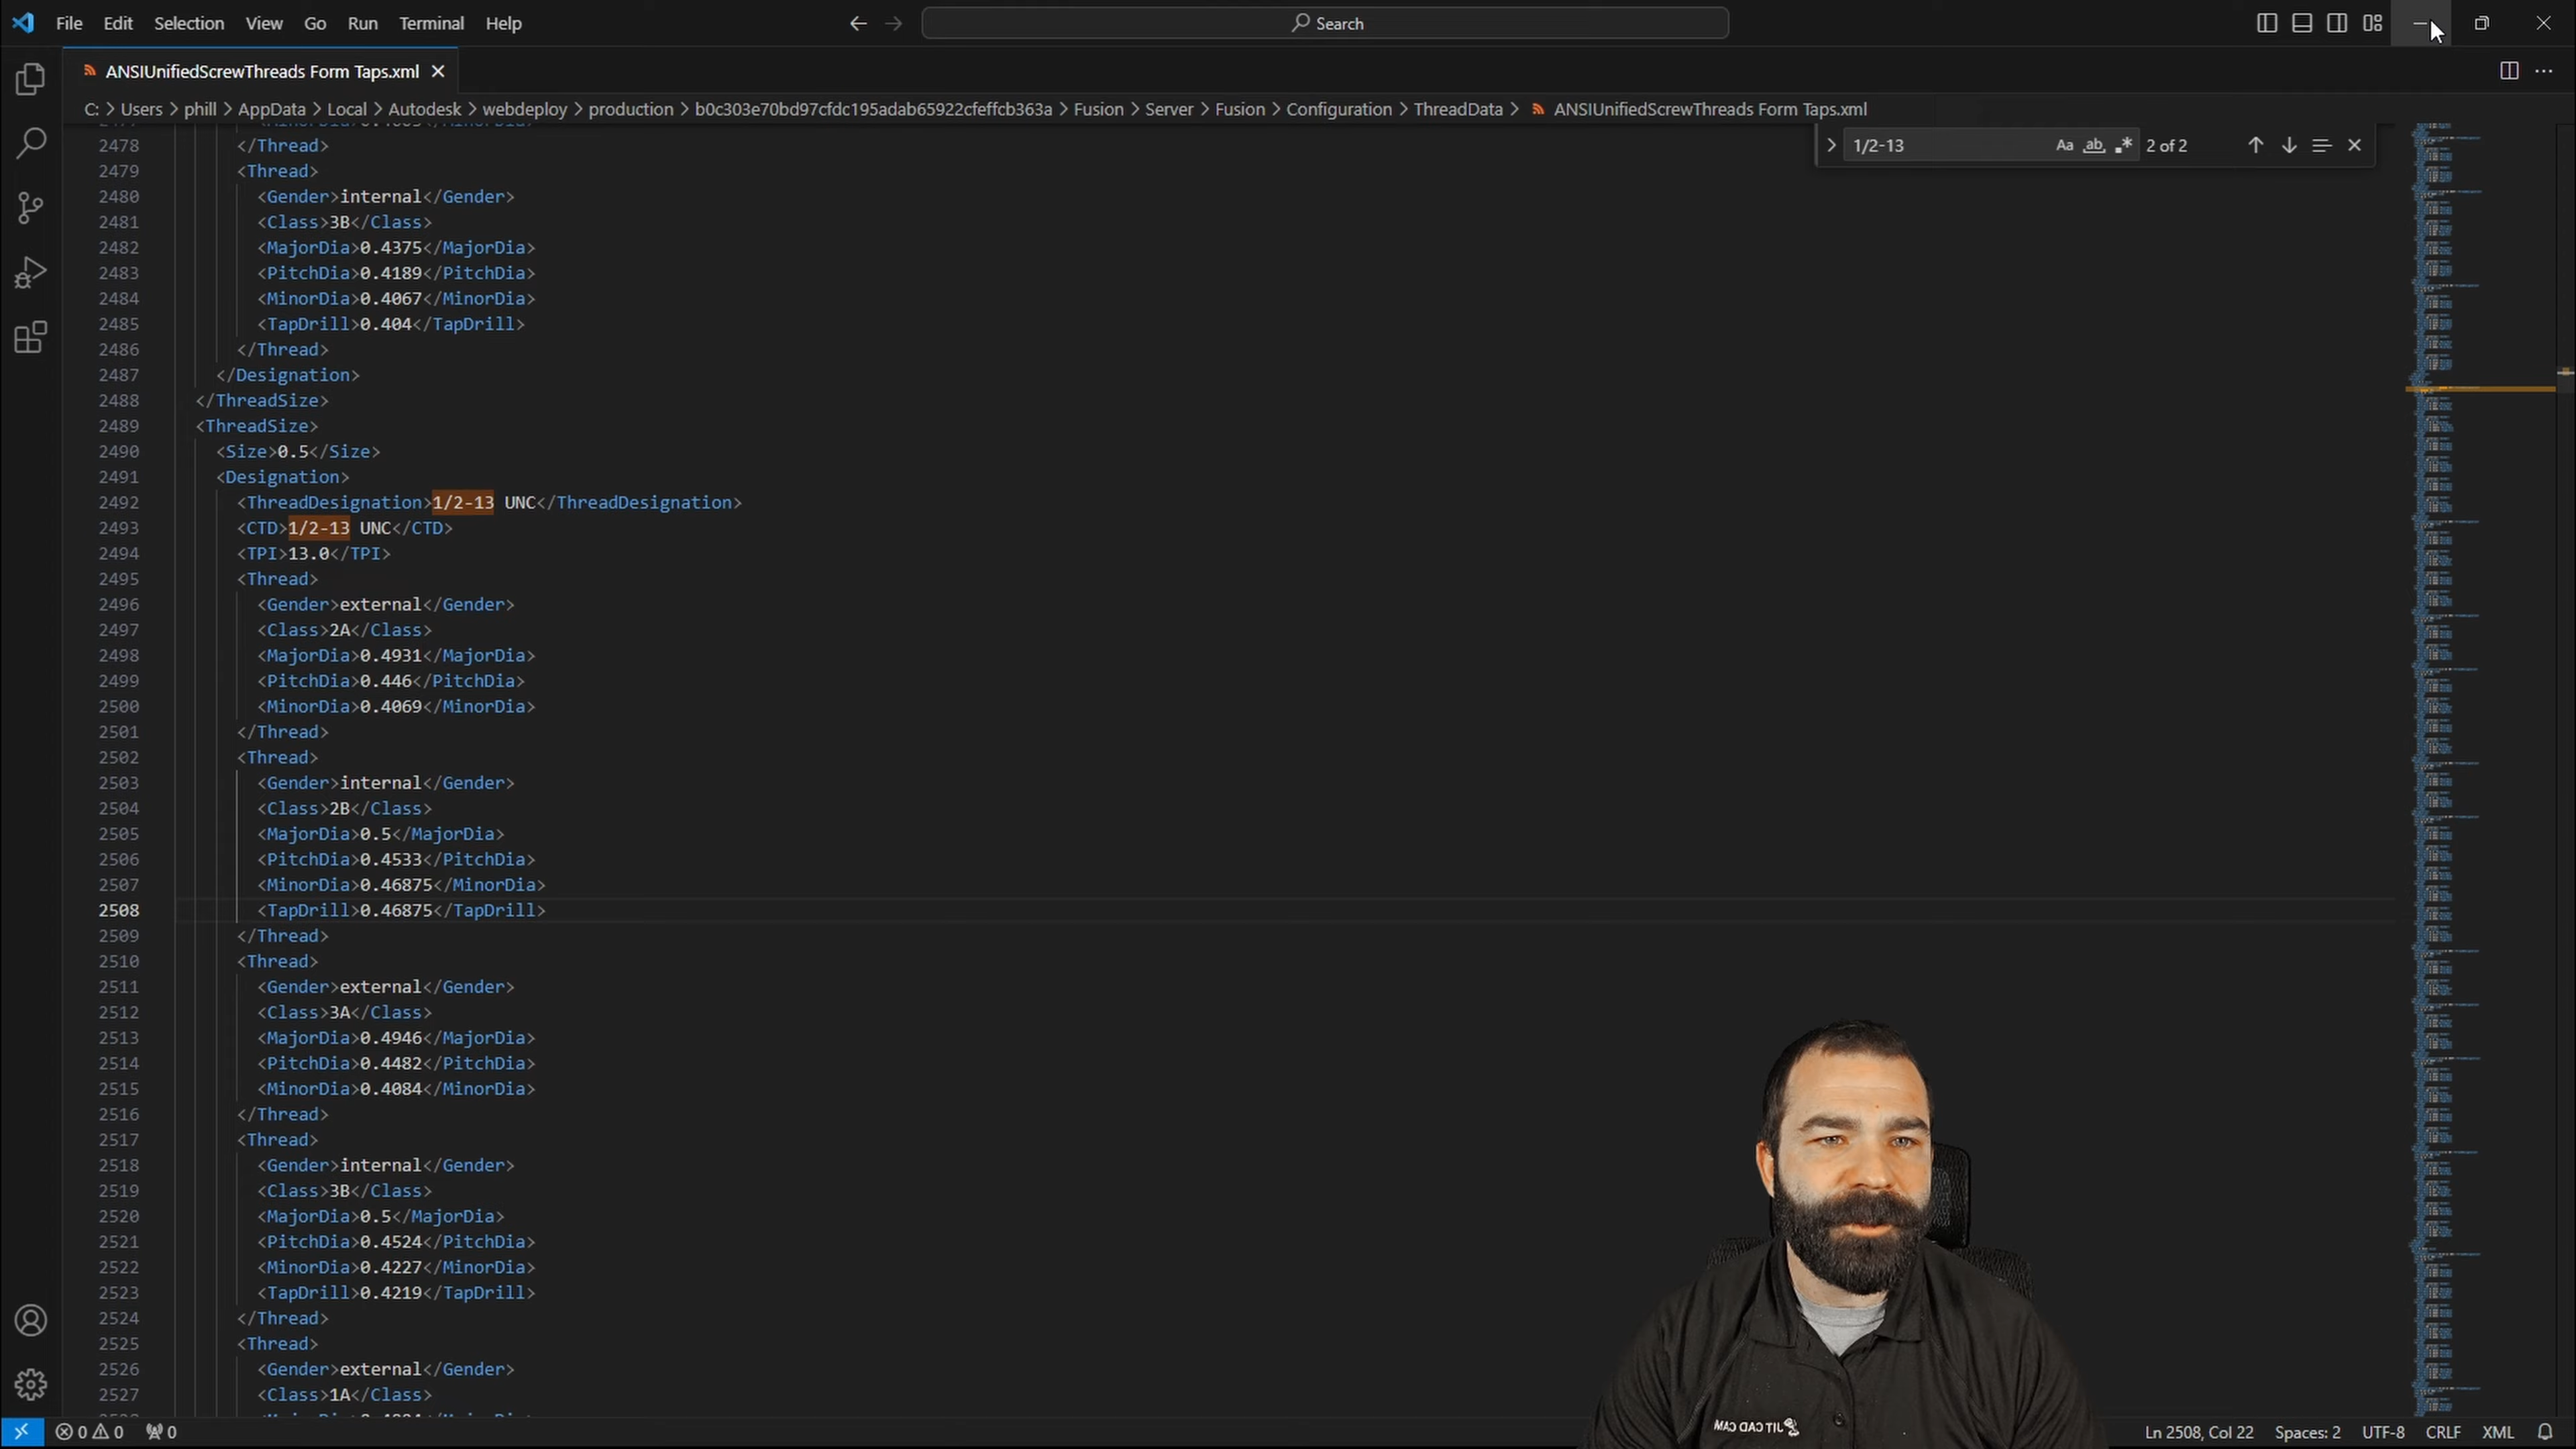 File Edit Selection View Go Run Terminal Help
Search
ANSIUnifiedScrewThreads Form Taps.xml
C: > Users > phill > AppData > Local > Autodesk > webdeploy > production > b0c303e70bd97cfdc195adab65922cfeffcb363a > Fusion > Server > Fusion > Configuration > ThreadData > ANSIUnifiedScrewThreads Form Taps.xml
1/2-13 Aa ab 2 of 2
2478 </Thread>
2479 <Thread>
2480 <Gender>internal</Gender>
2481 <Class>3B</Class>
2482 <MajorDia>0.4375</MajorDia>
2483 <PitchDia>0.4189</PitchDia>
2484 <MinorDia>0.4067</MinorDia>
2485 <TapDrill>0.404</TapDrill>
2486 </Thread>
2487 </Designation>
2488 </ThreadSize>
2489 <ThreadSize>
2490 <Size>0.5</Size>
2491 <Designation>
2492 <ThreadDesignation>1/2-13 UNC</ThreadDesignation>
2493 <CTD>1/2-13 UNC</CTD>
2494 <TPI>13.0</TPI>
2495 <Thread>
2496 <Gender>external</Gender>
2497 <Class>2A</Class>
2498 <MajorDia>0.4931</MajorDia>
2499 <PitchDia>0.446</PitchDia>
2500 <MinorDia>0.4069</MinorDia>
2501 </Thread>
2502 <Thread>
2503 <Gender>internal</Gender>
2504 <Class>2B</Class>
2505 <MajorDia>0.5</MajorDia>
2506 <PitchDia>0.4533</PitchDia>
2507 <MinorDia>0.46875</MinorDia>
2508 <TapDrill>0.46875</TapDrill>
2509 </Thread>
2510 <Thread>
2511 <Gender>external</Gender>
2512 <Class>3A</Class>
2513 <MajorDia>0.4946</MajorDia>
2514 <PitchDia>0.4482</PitchDia>
2515 <MinorDia>0.4084</MinorDia>
2516 </Thread>
2517 <Thread>
2518 <Gender>internal</Gender>
2519 <Class>3B</Class>
2520 <MajorDia>0.5</MajorDia>
2521 <PitchDia>0.4524</PitchDia>
2522 <MinorDia>0.4227</MinorDia>
2523 <TapDrill>0.4219</TapDrill>
2524 </Thread>
2525 <Thread>
2526 <Gender>external</Gender>
2527 <Class>1A</Class>
JIT CAD CAM
0 0 0
Ln 2508, Col 22 Spaces: 2 UTF-8 CRLF XML